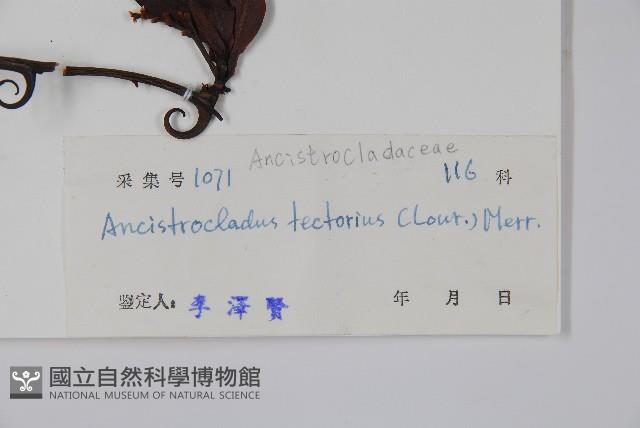 Ancistrocladaceae
采集号 1071 116 科
Ancistrocladus tectorius (Lour.) Merr.
鉴定人: 李澤賢 年 月 日
國立自然科學博物館
NATIONAL MUSEUM OF NATURAL SCIENCE